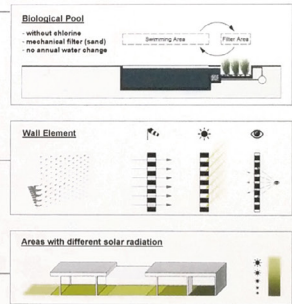 Biological Pool
- without chlorine
- mechanical filter (sand)
- no annual water change
Swimming Area
Filter Area
Wall Element
Areas with different solar radiation